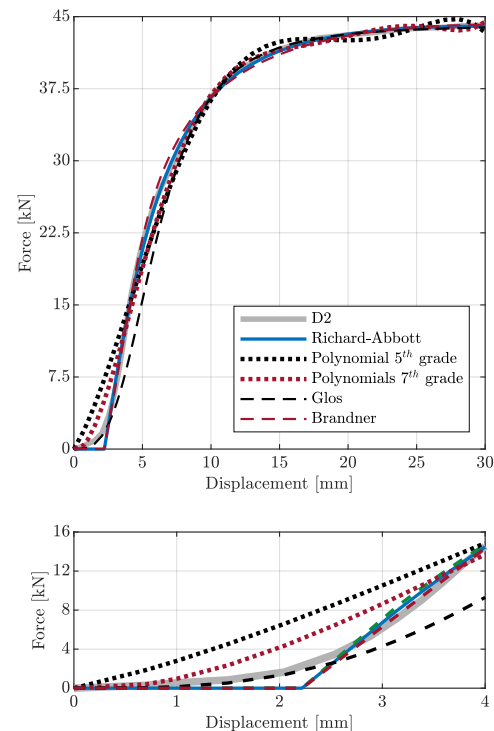 45
37.5
30
22.5
15
7.5
0
Force [kN]
0 5 10 15 20 25 30
Displacement [mm]
D2
Richard-Abbott
Polynomial 5th grade
Polynomials 7th grade
Glos
Brandner
16
12
8
4
0
Force [kN]
0 1 2 3 4
Displacement [mm]